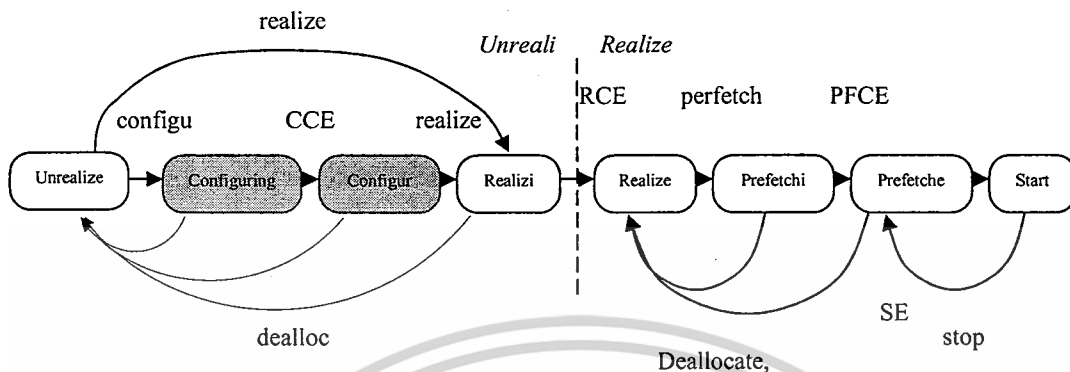 realize
Unreali Realize
RCE perfetch PFCE
configu CCE realize
Unrealize Configuring Configur Realizi Realize Prefetchi Prefetche Start
SE
dealloc stop
Deallocate,